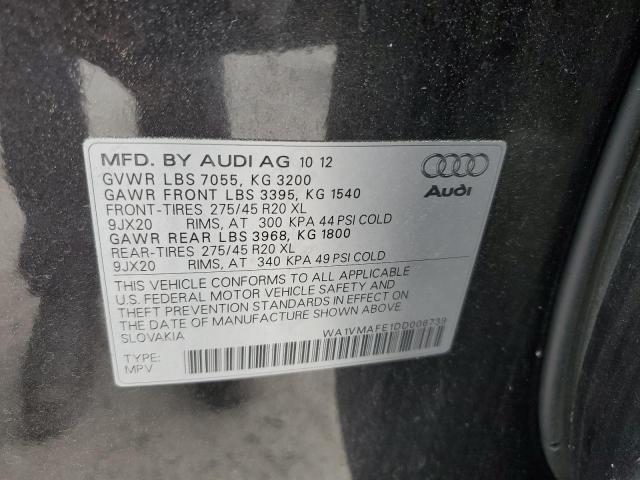 MFD. BY AUDI AG 10 12
GVWR LBS 7055, KG 3200
GAWR FRONT LBS 3395, KG 1540
FRONT-TIRES 275/45 R20 XL
9JX20 RIMS, AT 300 KPA 44 PSI COLD
GAWR REAR LBS 3968, KG 1800
REAR-TIRES 275/45 R20 XL
9JX20 RIMS, AT 340 KPA 49 PSI COLD
Audi
THIS VEHICLE CONFORMS TO ALL APPLICABLE
U.S. FEDERAL MOTOR VEHICLE SAFETY AND
THEFT PREVENTION STANDARDS IN EFFECT ON
THE DATE OF MANUFACTURE SHOWN ABOVE.
SLOVAKIA
WA1VMAFE1DD008739
TYPE:
MPV